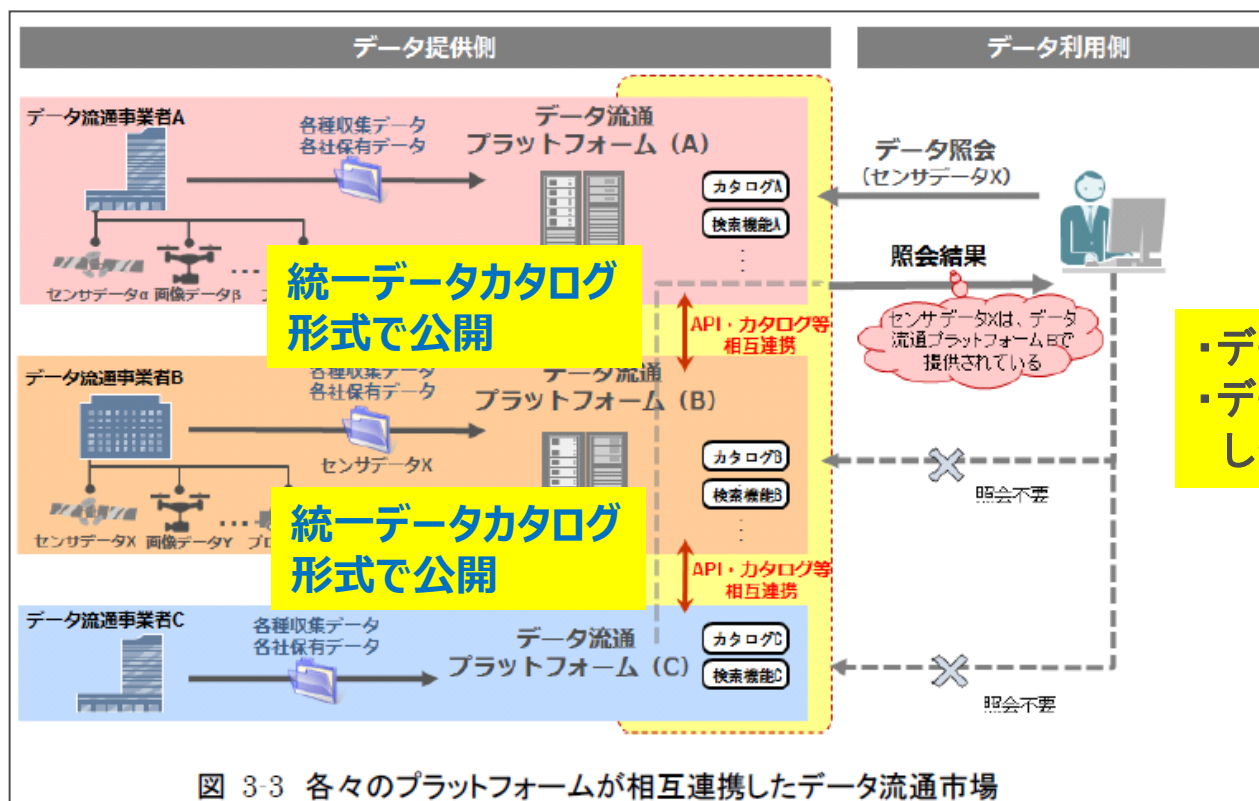 データ提供側
データ利用側
データ流通事業者A
各種収集データ
各社保有データ
データ流通
プラットフォーム（A）
カタログA
検索機能A
センサデータα 画像データβ
統一データカタログ
形式で公開
API・カタログ等
相互連携
データ照会
（センサデータX）
照会結果
センサデータXは、データ
流通プラットフォームBで
提供されている
データ流通事業者B
各種収集データ
各社保有データ
センサデータX
データ流通
プラットフォーム（B）
カタログB
検索機能B
センサデータX 画像データY プロ
統一データカタログ
形式で公開
API・カタログ等
相互連携
照会不要
データ流通事業者C
各種収集データ
各社保有データ
データ流通
プラットフォーム（C）
カタログC
検索機能C
照会不要
・デ
・デ
し
図 3-3 各々のプラットフォームが相互連携したデータ流通市場